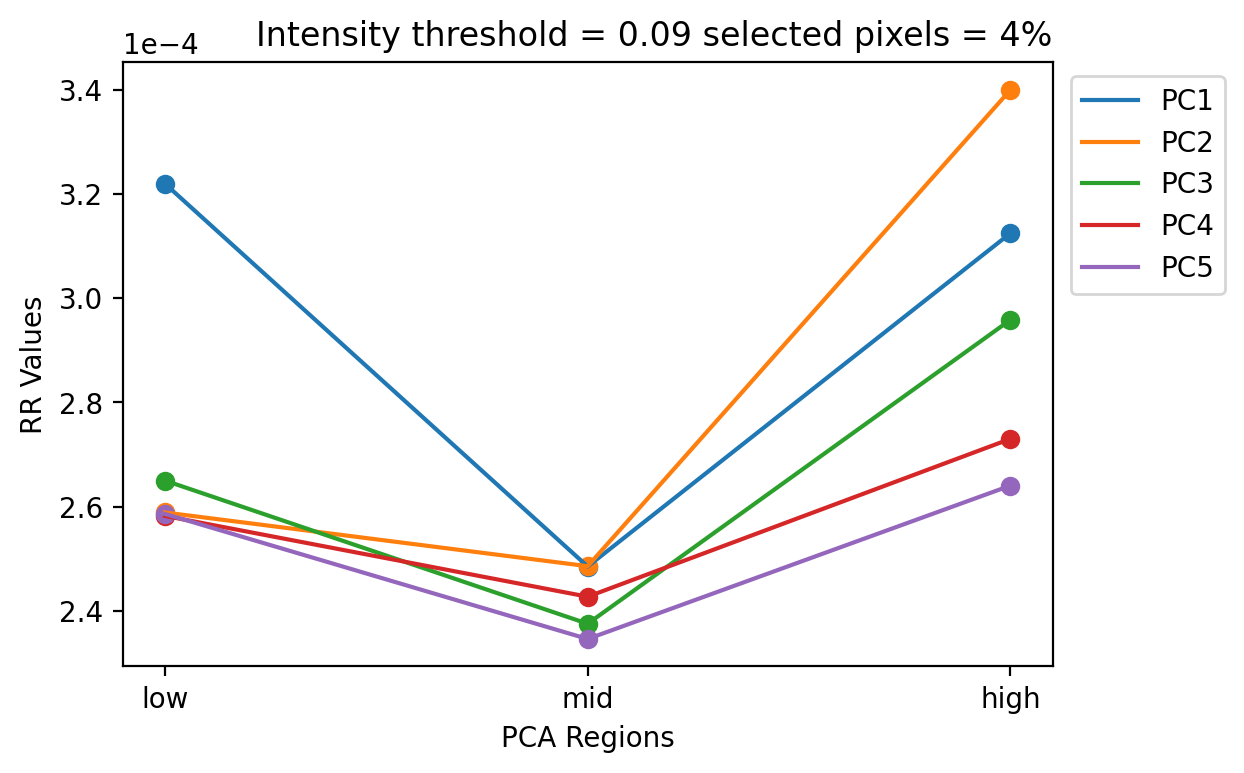 Intensity threshold = 0.09 selected pixels = 4%
1e−4
3.4
3.2
3.0
2.8
2.6
2.4
RR Values
low
mid
high
PCA Regions
PC1
PC2
PC3
PC4
PC5